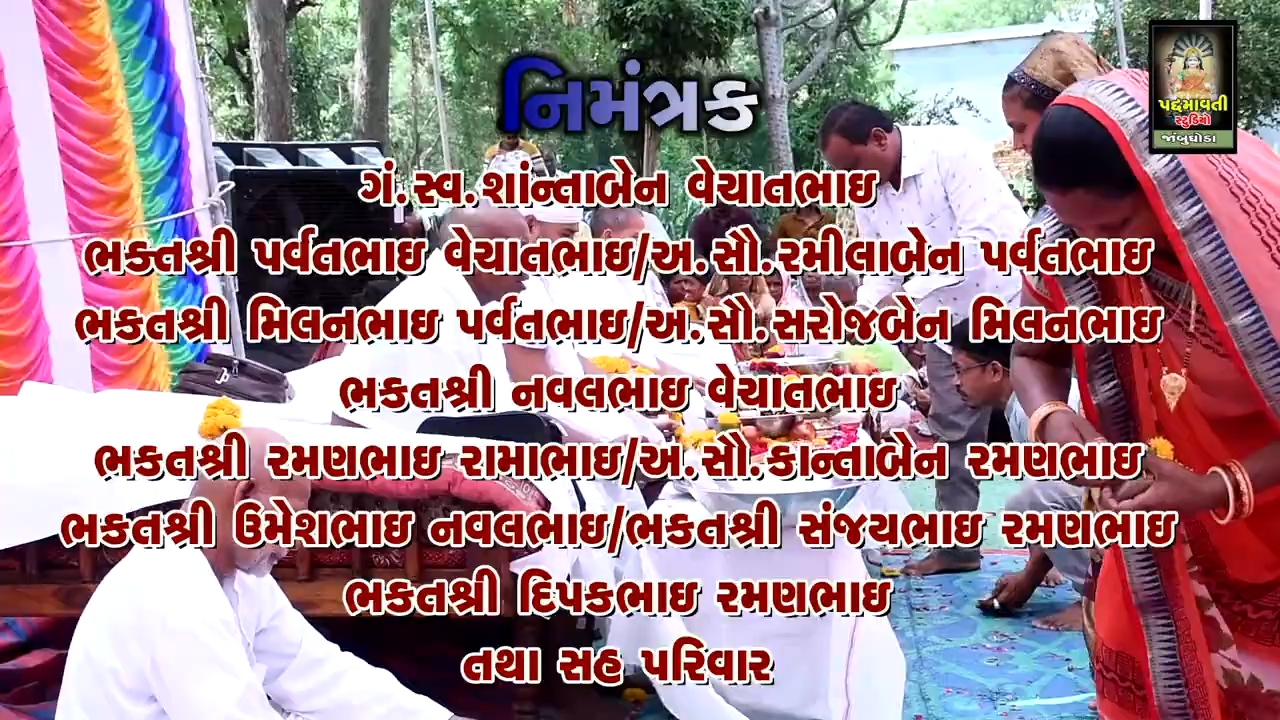 નિમંત્રક
પદમાવતી
સ્ટુડિયો
જાંબુઘોડા
ગં.સ્વ.શાંન્તાબેન વેચાતભાઇ
ભક્તશ્રી પર્વતભાઇ વેચાતભાઇ/અ.સૌ.રમીલાબેન પર્વતભાઇ
ભકતશ્રી મિલનભાઇ પર્વતભાઇ/અ.સૌ.સરોજબેન મિલનભાઇ
ભકતશ્રી નવલભાઇ વેચાતભાઇ
ભકતશ્રી રમણભાઇ રામાભાઇ/અ.સૌ.કાન્તાબેન રમણભાઇ
ભકતશ્રી ઉમેશભાઇ નવલભાઇ/ભકતશ્રી સંજયભાઇ રમણભાઇ
ભકતશ્રી દિપકભાઇ રમણભાઇ
તથા સહ પરિવાર